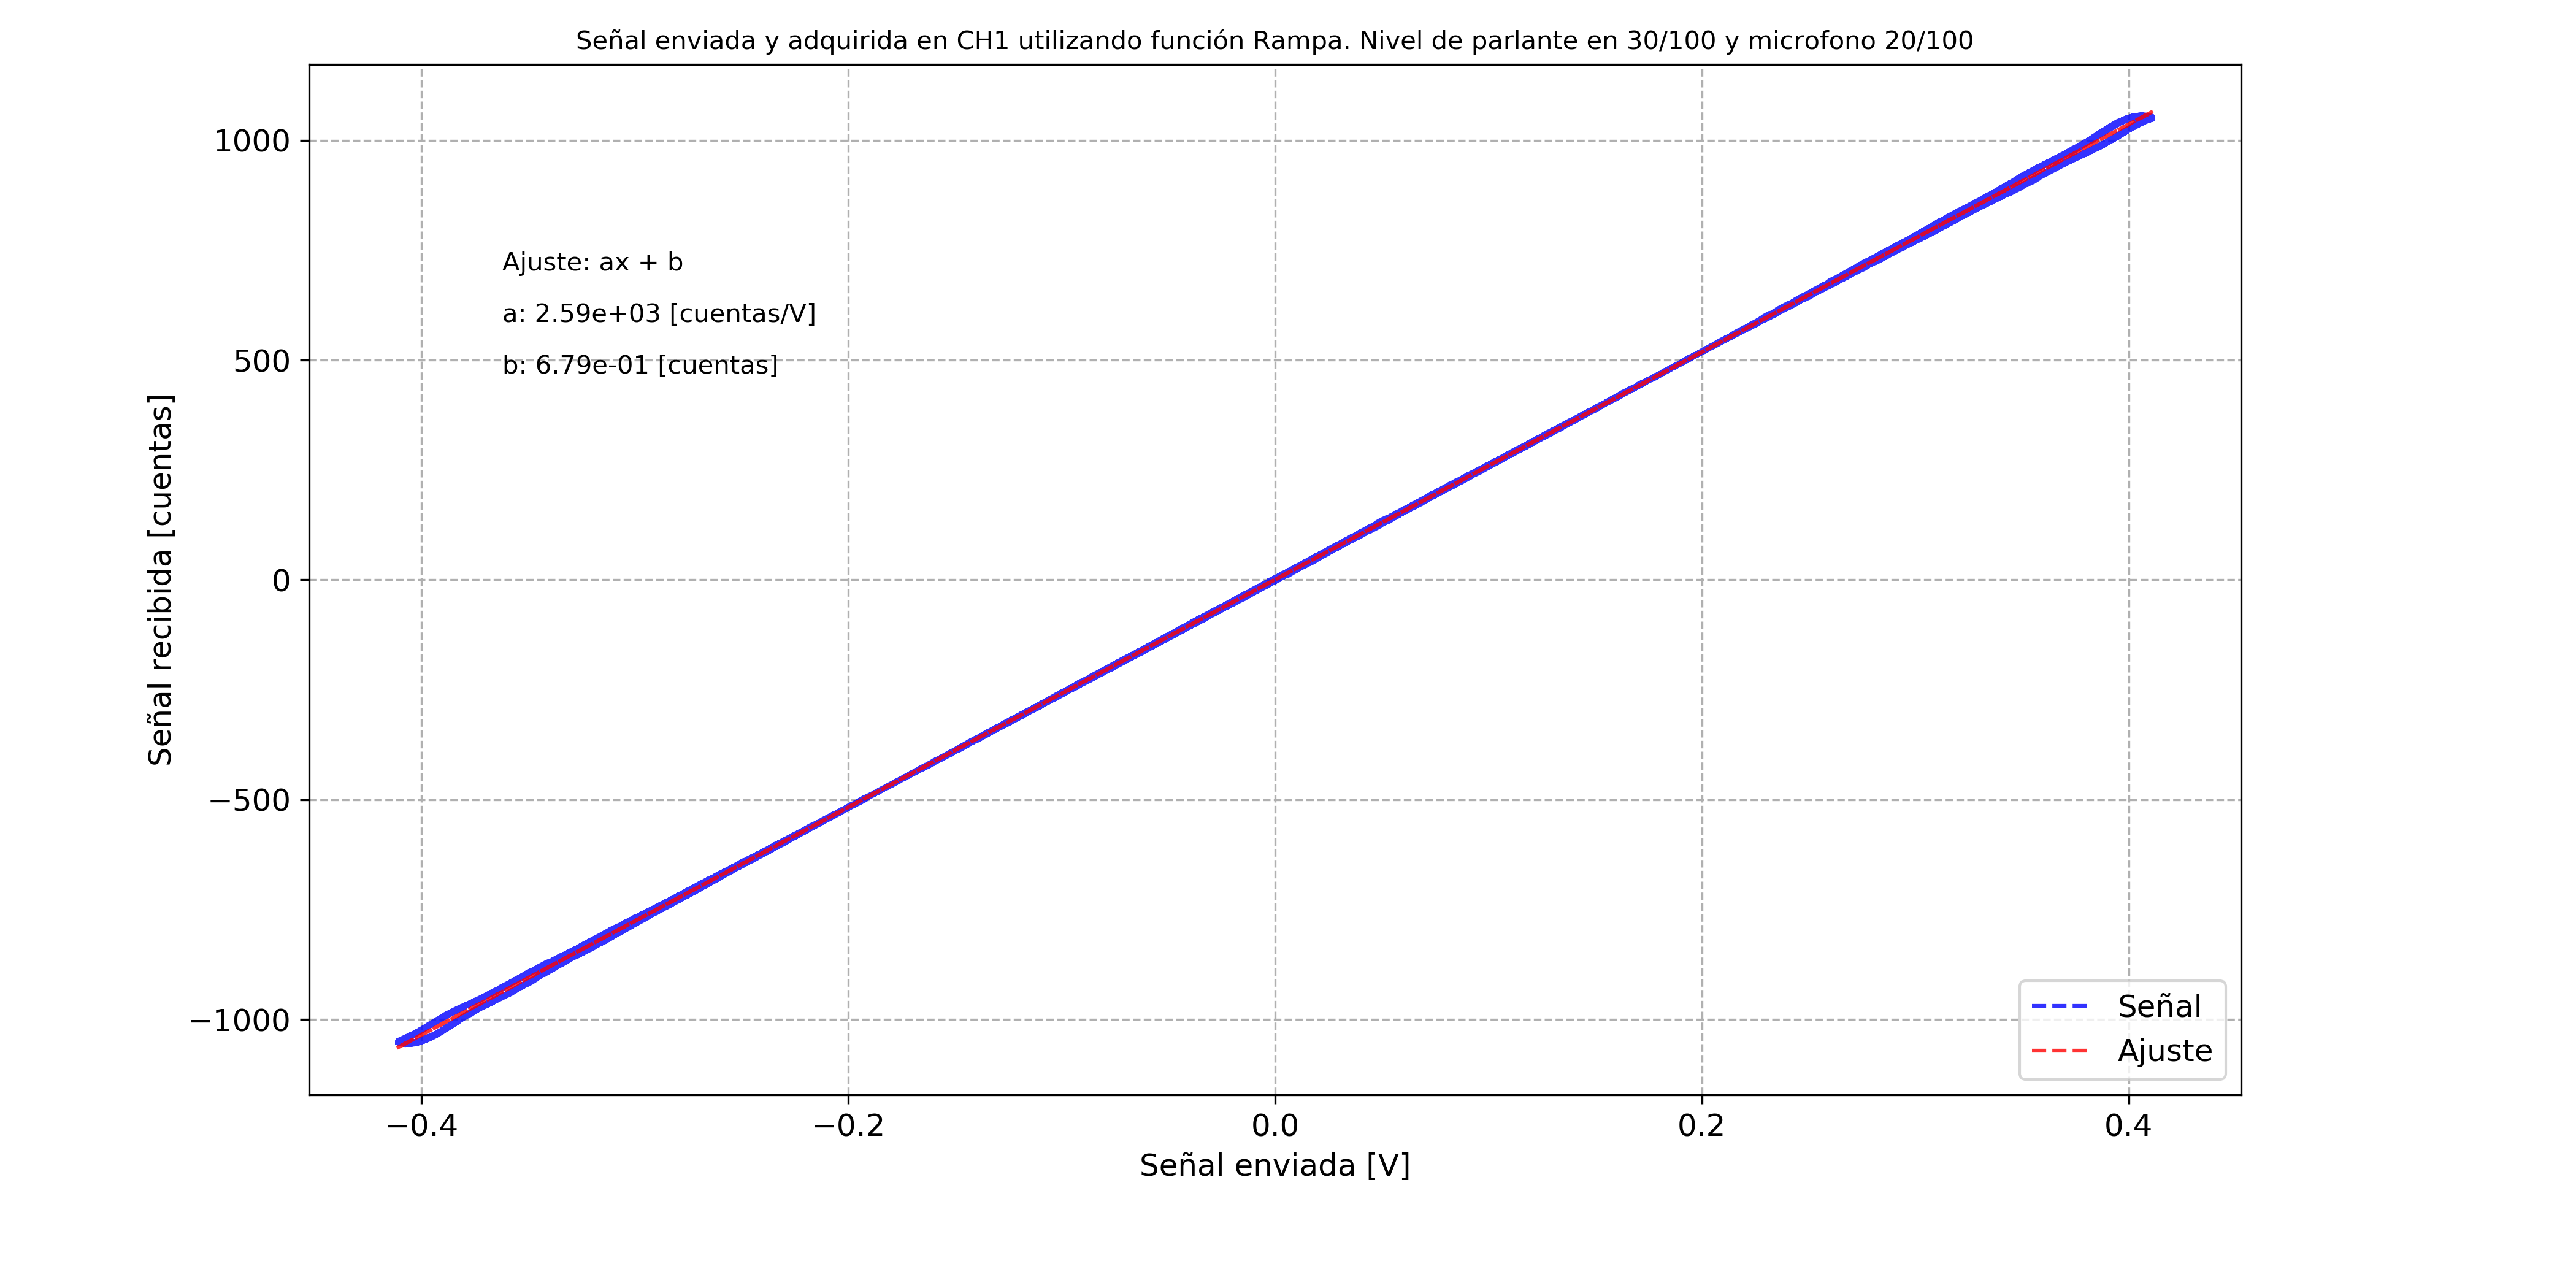 Señal enviada y adquirida en CH1 utilizando función Rampa. Nivel de parlante en 30/100 y microfono 20/100
1000
500
0
−500
−1000
Señal recibida [cuentas]
Ajuste: ax + b
a: 2.59e+03 [cuentas/V]
b: 6.79e-01 [cuentas]
Señal
Ajuste
−0.4
−0.2
0.0
0.2
0.4
Señal enviada [V]